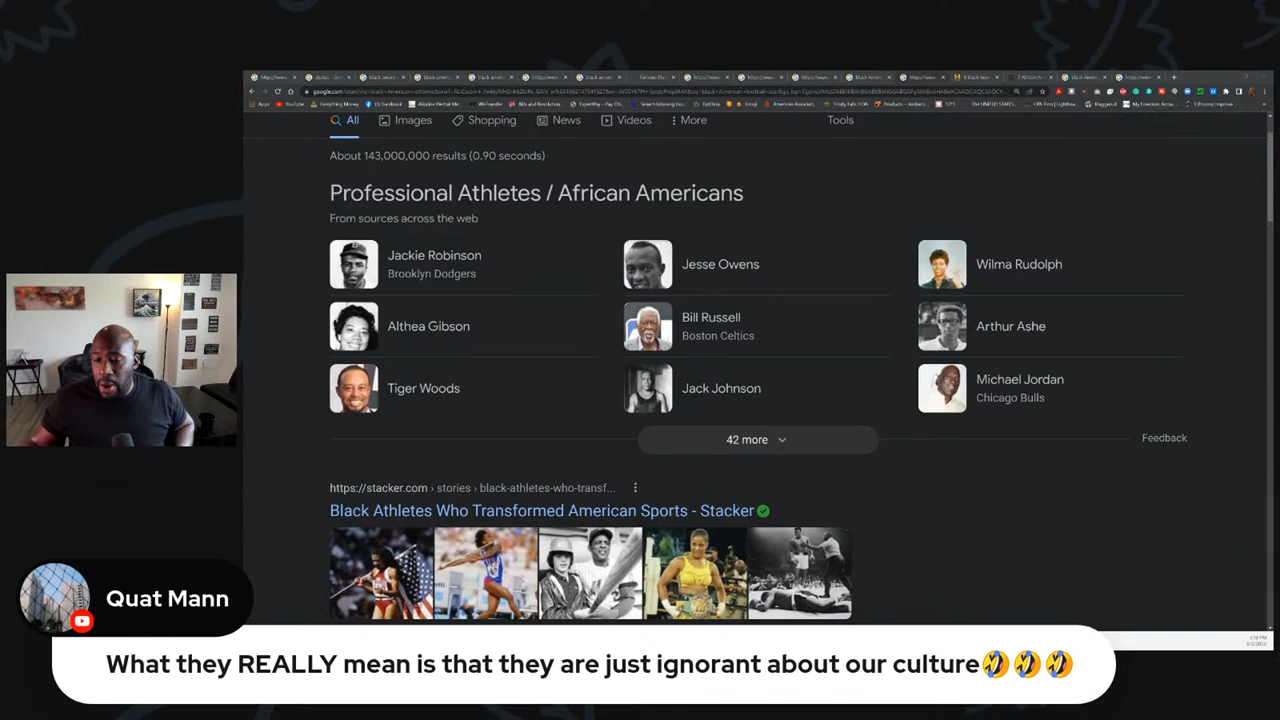 All Images Shopping News Videos More Tools
About 143,000,000 results (0.90 seconds)
Professional Athletes / African Americans
From sources across the web
Jackie Robinson
Brooklyn Dodgers
Jesse Owens
Wilma Rudolph
Althea Gibson
Bill Russell
Boston Celtics
Arthur Ashe
Tiger Woods
Jack Johnson
Michael Jordan
Chicago Bulls
42 more
Feedback
https://stacker.com › stories › black-athletes-who-transf...
Black Athletes Who Transformed American Sports - Stacker
Quat Mann
What they REALLY mean is that they are just ignorant about our culture🤣🤣🤣